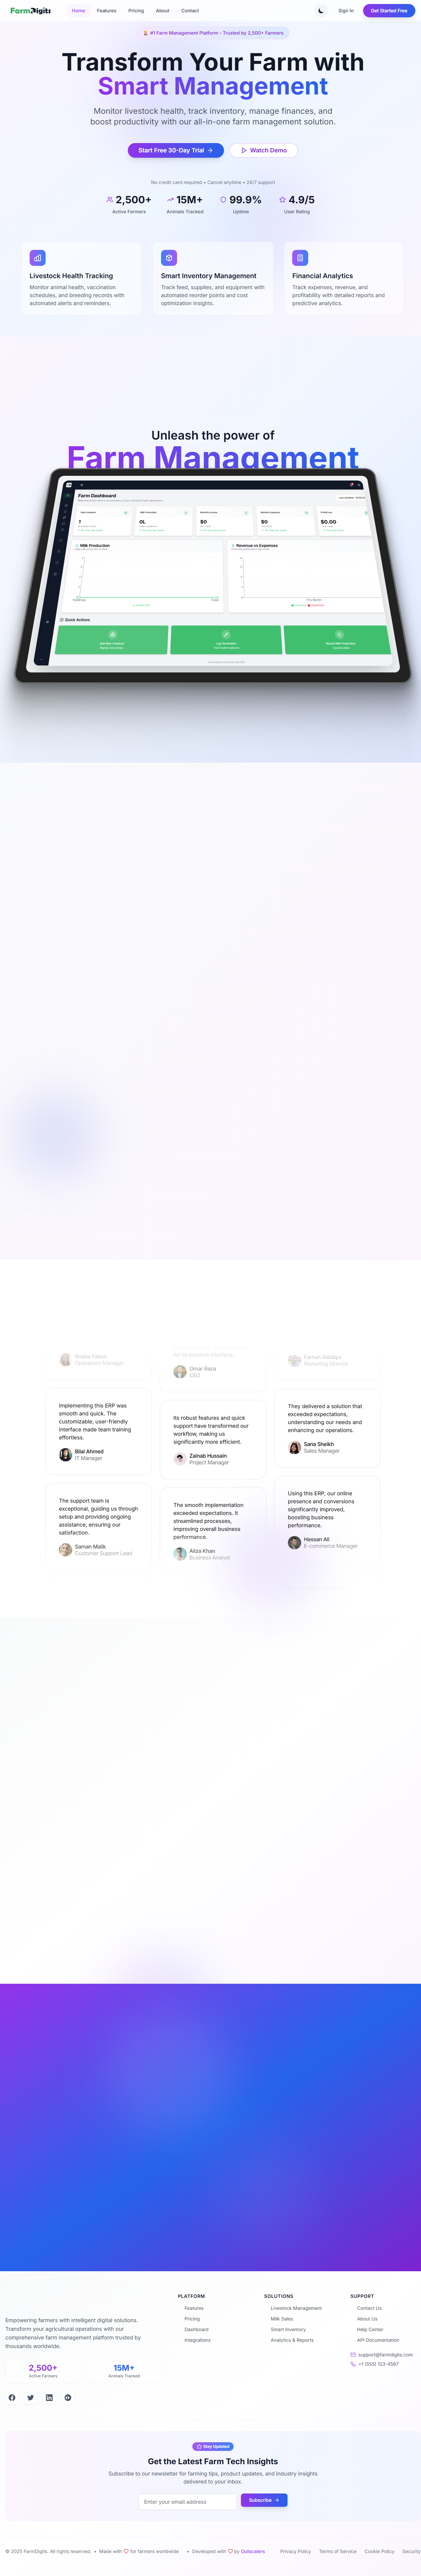 FarmDigits
Home Features Pricing About Contact
Sign in
Get Started Free
#1 Farm Management Platform - Trusted by 2,500+ Farmers
Transform Your Farm with
Smart Management
Monitor livestock health, track inventory, manage finances, and
boost productivity with our all-in-one farm management solution.
Start Free 30-Day Trial
Watch Demo
No credit card required • Cancel anytime • 24/7 support
2,500+ 15M+ 99.9% 4.9/5
Active Farmers Animals Tracked Uptime User Rating
Livestock Health Tracking
Monitor animal health, vaccination
schedules, and breeding records with
automated alerts and reminders.
Smart Inventory Management
Track feed, supplies, and equipment with
automated reorder points and cost
optimization insights.
Financial Analytics
Track expenses, revenue, and
profitability with detailed reports and
predictive analytics.
Unleash the power of
Farm Management
Farm Dashboard
1 0L $0 $0 $0.00
Milk Production
Revenue vs Expenses
Quick Actions
Operations Manager
for its intuitive interface.
Omar Raza
CEO
Farhan Siddiqui
Marketing Director
Implementing this ERP was
smooth and quick. The
customizable, user-friendly
interface made team training
effortless.
Bilal Ahmed
IT Manager
Its robust features and quick
support have transformed our
workflow, making us
significantly more efficient.
Zainab Hussain
Project Manager
They delivered a solution that
exceeded expectations,
understanding our needs and
enhancing our operations.
Sana Sheikh
Sales Manager
The support team is
exceptional, guiding us through
setup and providing ongoing
assistance, ensuring our
satisfaction.
Saman Malik
Customer Support Lead
The smooth implementation
exceeded expectations. It
streamlined processes,
improving overall business
performance.
Aliza Khan
Business Analyst
Using this ERP, our online
presence and conversions
significantly improved,
boosting business
performance.
Hassan Ali
E-commerce Manager
Empowering farmers with intelligent digital solutions.
Transform your agricultural operations with our
comprehensive farm management platform trusted by
thousands worldwide.
2,500+
Active Farmers
15M+
Animals Tracked
PLATFORM
Features
Pricing
Dashboard
Integrations
SOLUTIONS
Livestock Management
Milk Sales
Smart Inventory
Analytics & Reports
SUPPORT
Contact Us
About Us
Help Center
API Documentation
support@farmdigits.com
+1 (555) 123-4567
Stay Updated
Get the Latest Farm Tech Insights
Subscribe to our newsletter for farming tips, product updates, and industry insights
delivered to your inbox.
Enter your email address
Subscribe
© 2025 FarmDigits. All rights reserved. • Made with ♡ for farmers worldwide • Developed with ♡ by Outscalers
Privacy Policy Terms of Service Cookie Policy Security